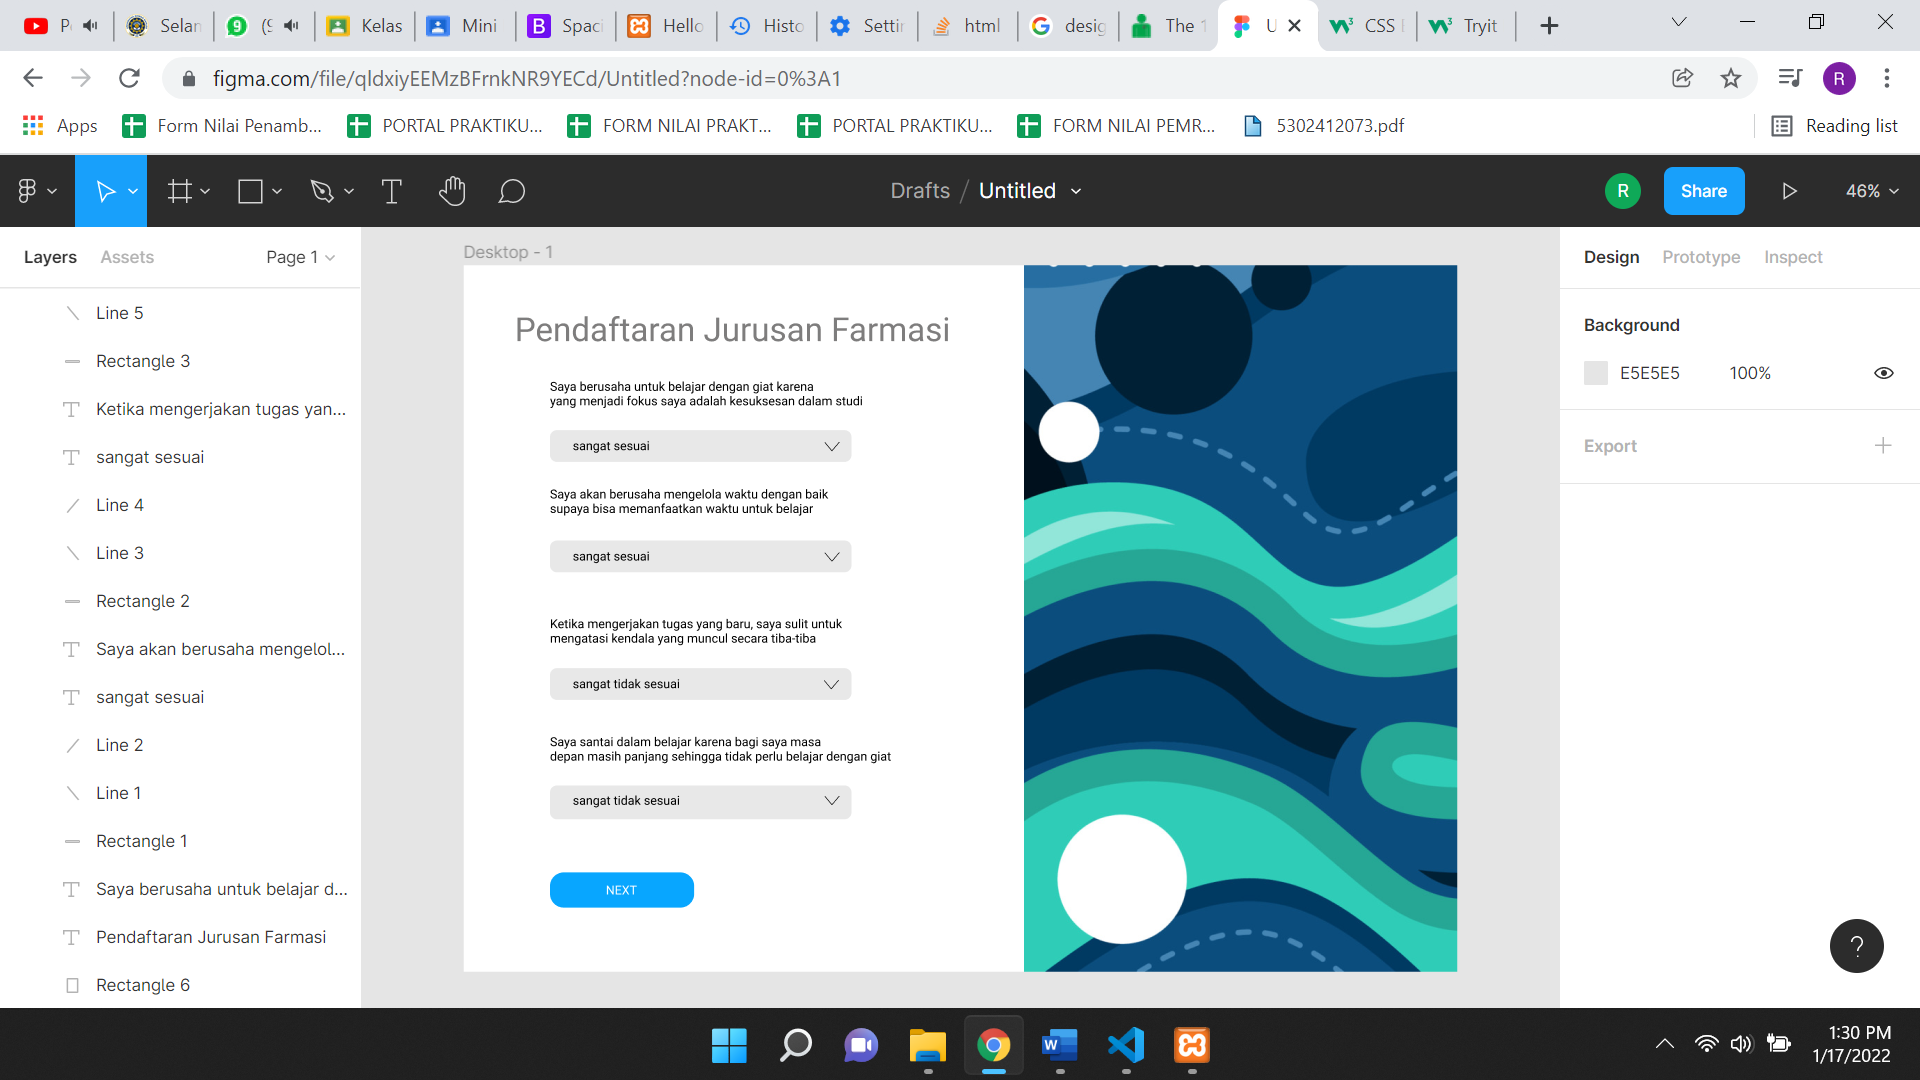 Selan
(9
Kelas
Mini
Spaci
Hello
Histo
Settin
html
desig
The
U
CSS
Tryit
figma.com/file/qldxiyEEMzBFrnkNR9YECd/Untitled?node-id=0%3A1
R
Apps
Form Nilai Penamb...
PORTAL PRAKTIKU...
FORM NILAI PRAKT...
PORTAL PRAKTIKU...
FORM NILAI PEMR...
5302412073.pdf
Reading list
Drafts / Untitled
R
Share
46%
Layers
Assets
Page 1
Line 5
Rectangle 3
Ketika mengerjakan tugas yan...
sangat sesuai
Line 4
Line 3
Rectangle 2
Saya akan berusaha mengelol...
sangat sesuai
Line 2
Line 1
Rectangle 1
Saya berusaha untuk belajar d...
Pendaftaran Jurusan Farmasi
Rectangle 6
Desktop - 1
Pendaftaran Jurusan Farmasi
Saya berusaha untuk belajar dengan giat karena
yang menjadi fokus saya adalah kesuksesan dalam studi
sangat sesuai
Saya akan berusaha mengelola waktu dengan baik
supaya bisa memanfaatkan waktu untuk belajar
sangat sesuai
Ketika mengerjakan tugas yang baru, saya sulit untuk
mengatasi kendala yang muncul secara tiba-tiba
sangat tidak sesuai
Saya santai dalam belajar karena bagi saya masa
depan masih panjang sehingga tidak perlu belajar dengan giat
sangat tidak sesuai
NEXT
Design
Prototype
Inspect
Background
E5E5E5
100%
Export
?
1:30 PM
1/17/2022